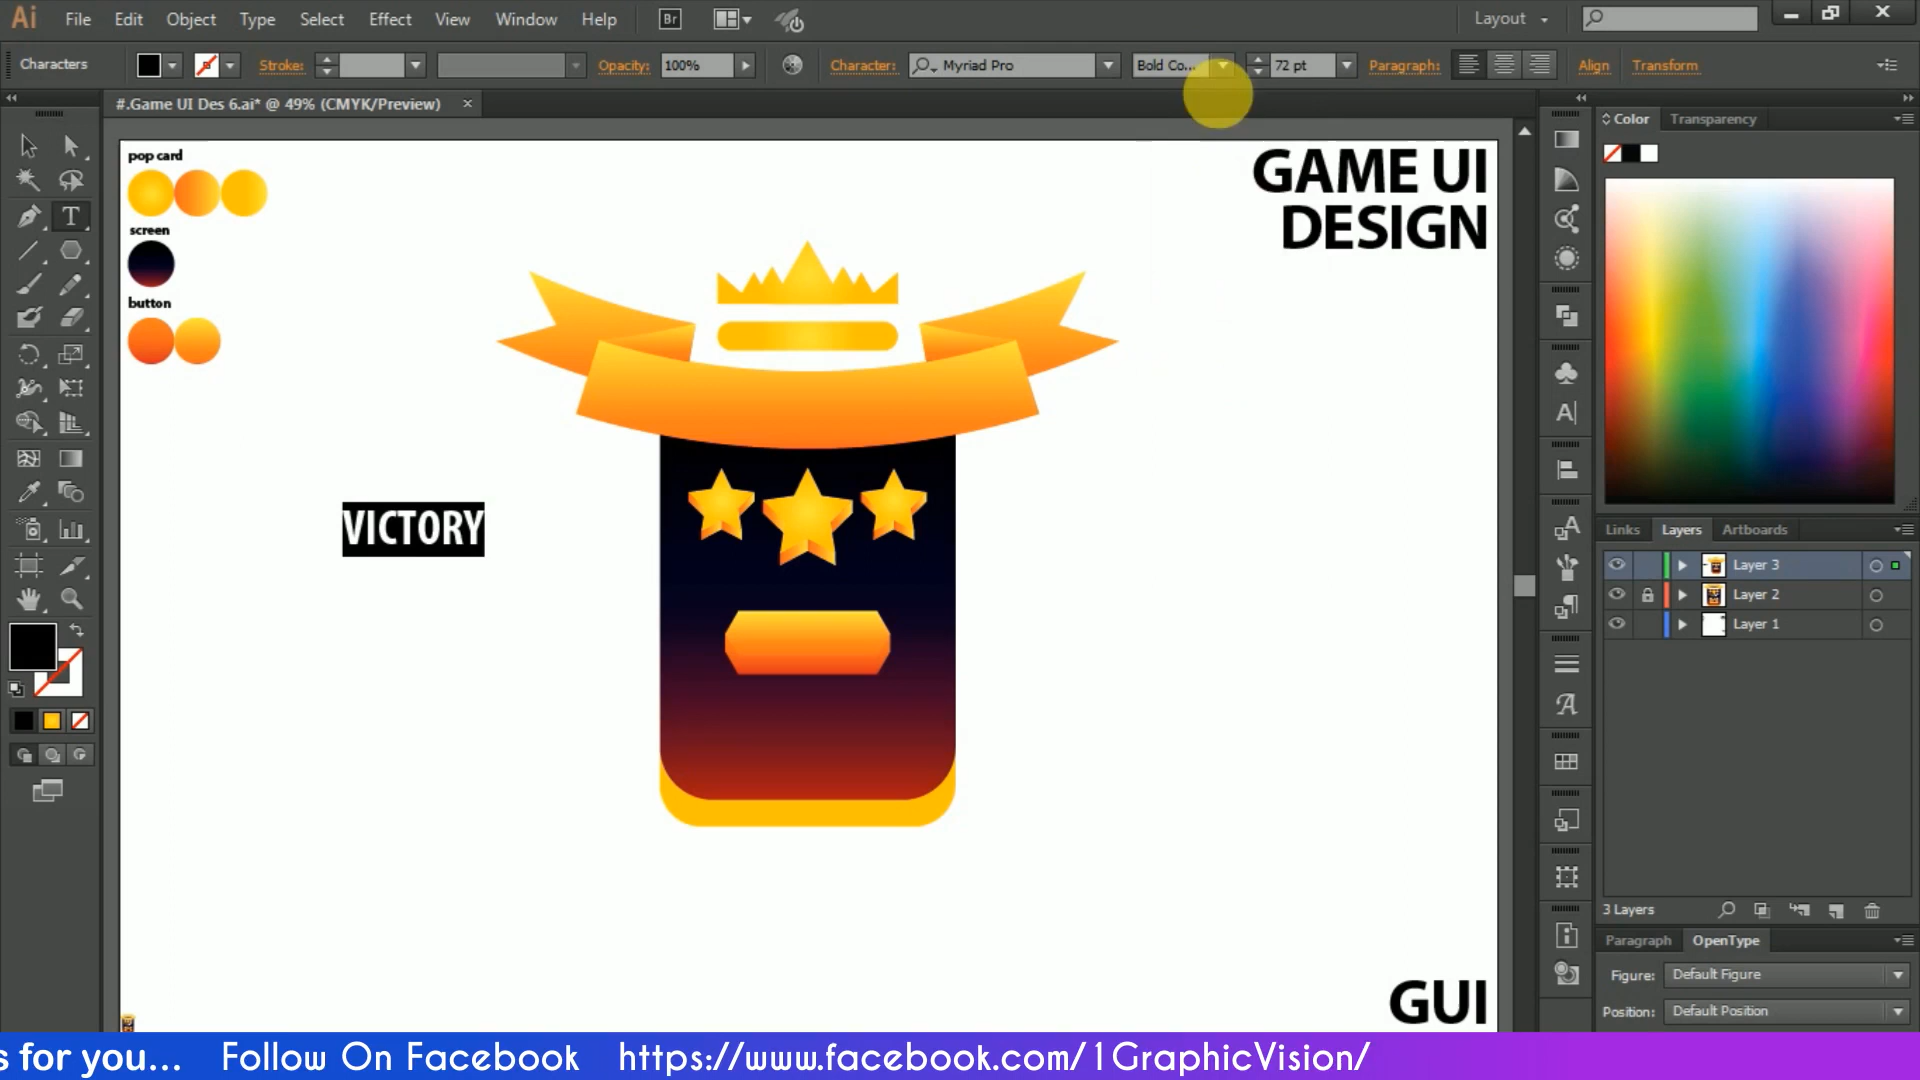 Ai File Edit Object Type Select Effect View Window Help Br Layout
Characters Stroke: Opacity: 100% Character: Myriad Pro Bold Co... 72 pt Paragraph: Align Transform
#.Game UI Des 6.ai* @ 49% (CMYK/Preview)
Color Transparency
pop card
screen
button
GAME UI
DESIGN
VICTORY
Links Layers Artboards
Layer 3
Layer 2
Layer 1
3 Layers
Paragraph OpenType
Figure: Default Figure
Position: Default Position
GUI
s for you... Follow On Facebook https://www.facebook.com/1GraphicVision/